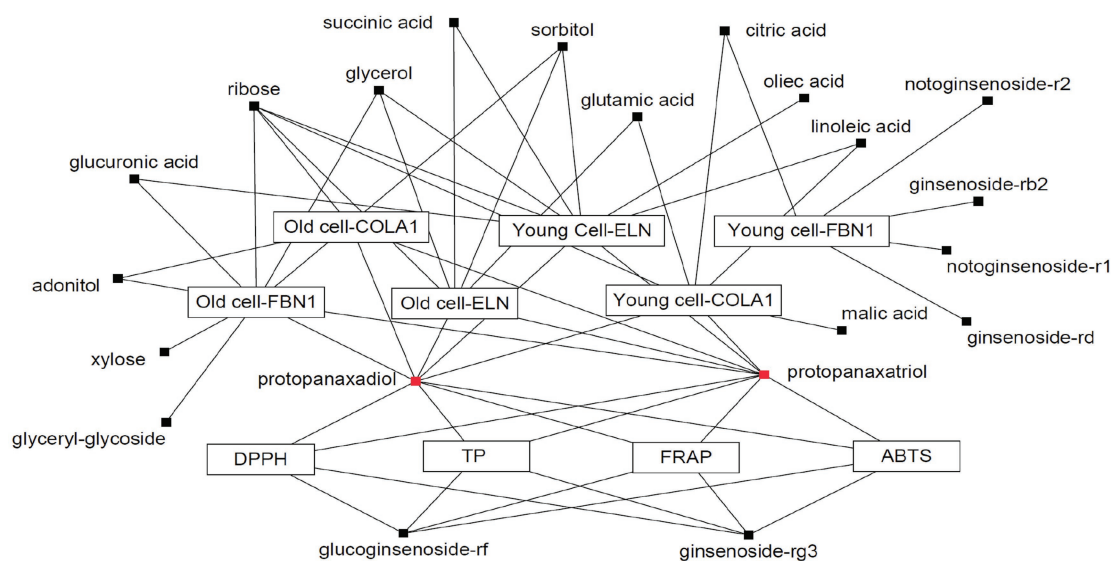 succinic acid
sorbitol
citric acid
glycerol
oliec acid
notoginsenoside-r2
ribose
glutamic acid
linoleic acid
glucuronic acid
ginsenoside-rb2
Old cell-COLA1
Young Cell-ELN
Young cell-FBN1
notoginsenoside-r1
adonitol
Old cell-FBN1
Old cell-ELN
Young cell-COLA1
malic acid
ginsenoside-rd
xylose
protopanaxadiol
protopanaxatriol
glyceryl-glycoside
DPPH
TP
FRAP
ABTS
glucoginsenoside-rf
ginsenoside-rg3